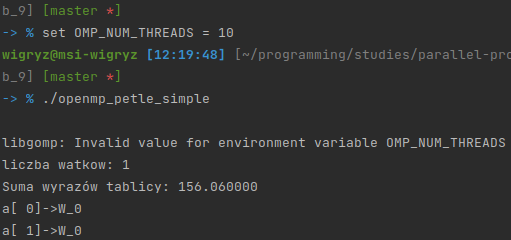 b_9] [master *]
-> % set OMP_NUM_THREADS = 10
wigryz@msi-wigryz [12:19:48] [~/programming/studies/parallel-pro
b_9] [master *]
-> % ./openmp_petle_simple
libgomp: Invalid value for environment variable OMP_NUM_THREADS
liczba watkow: 1
Suma wyrazów tablicy: 156.060000
a[ 0]->W_0
a[ 1]->W_0